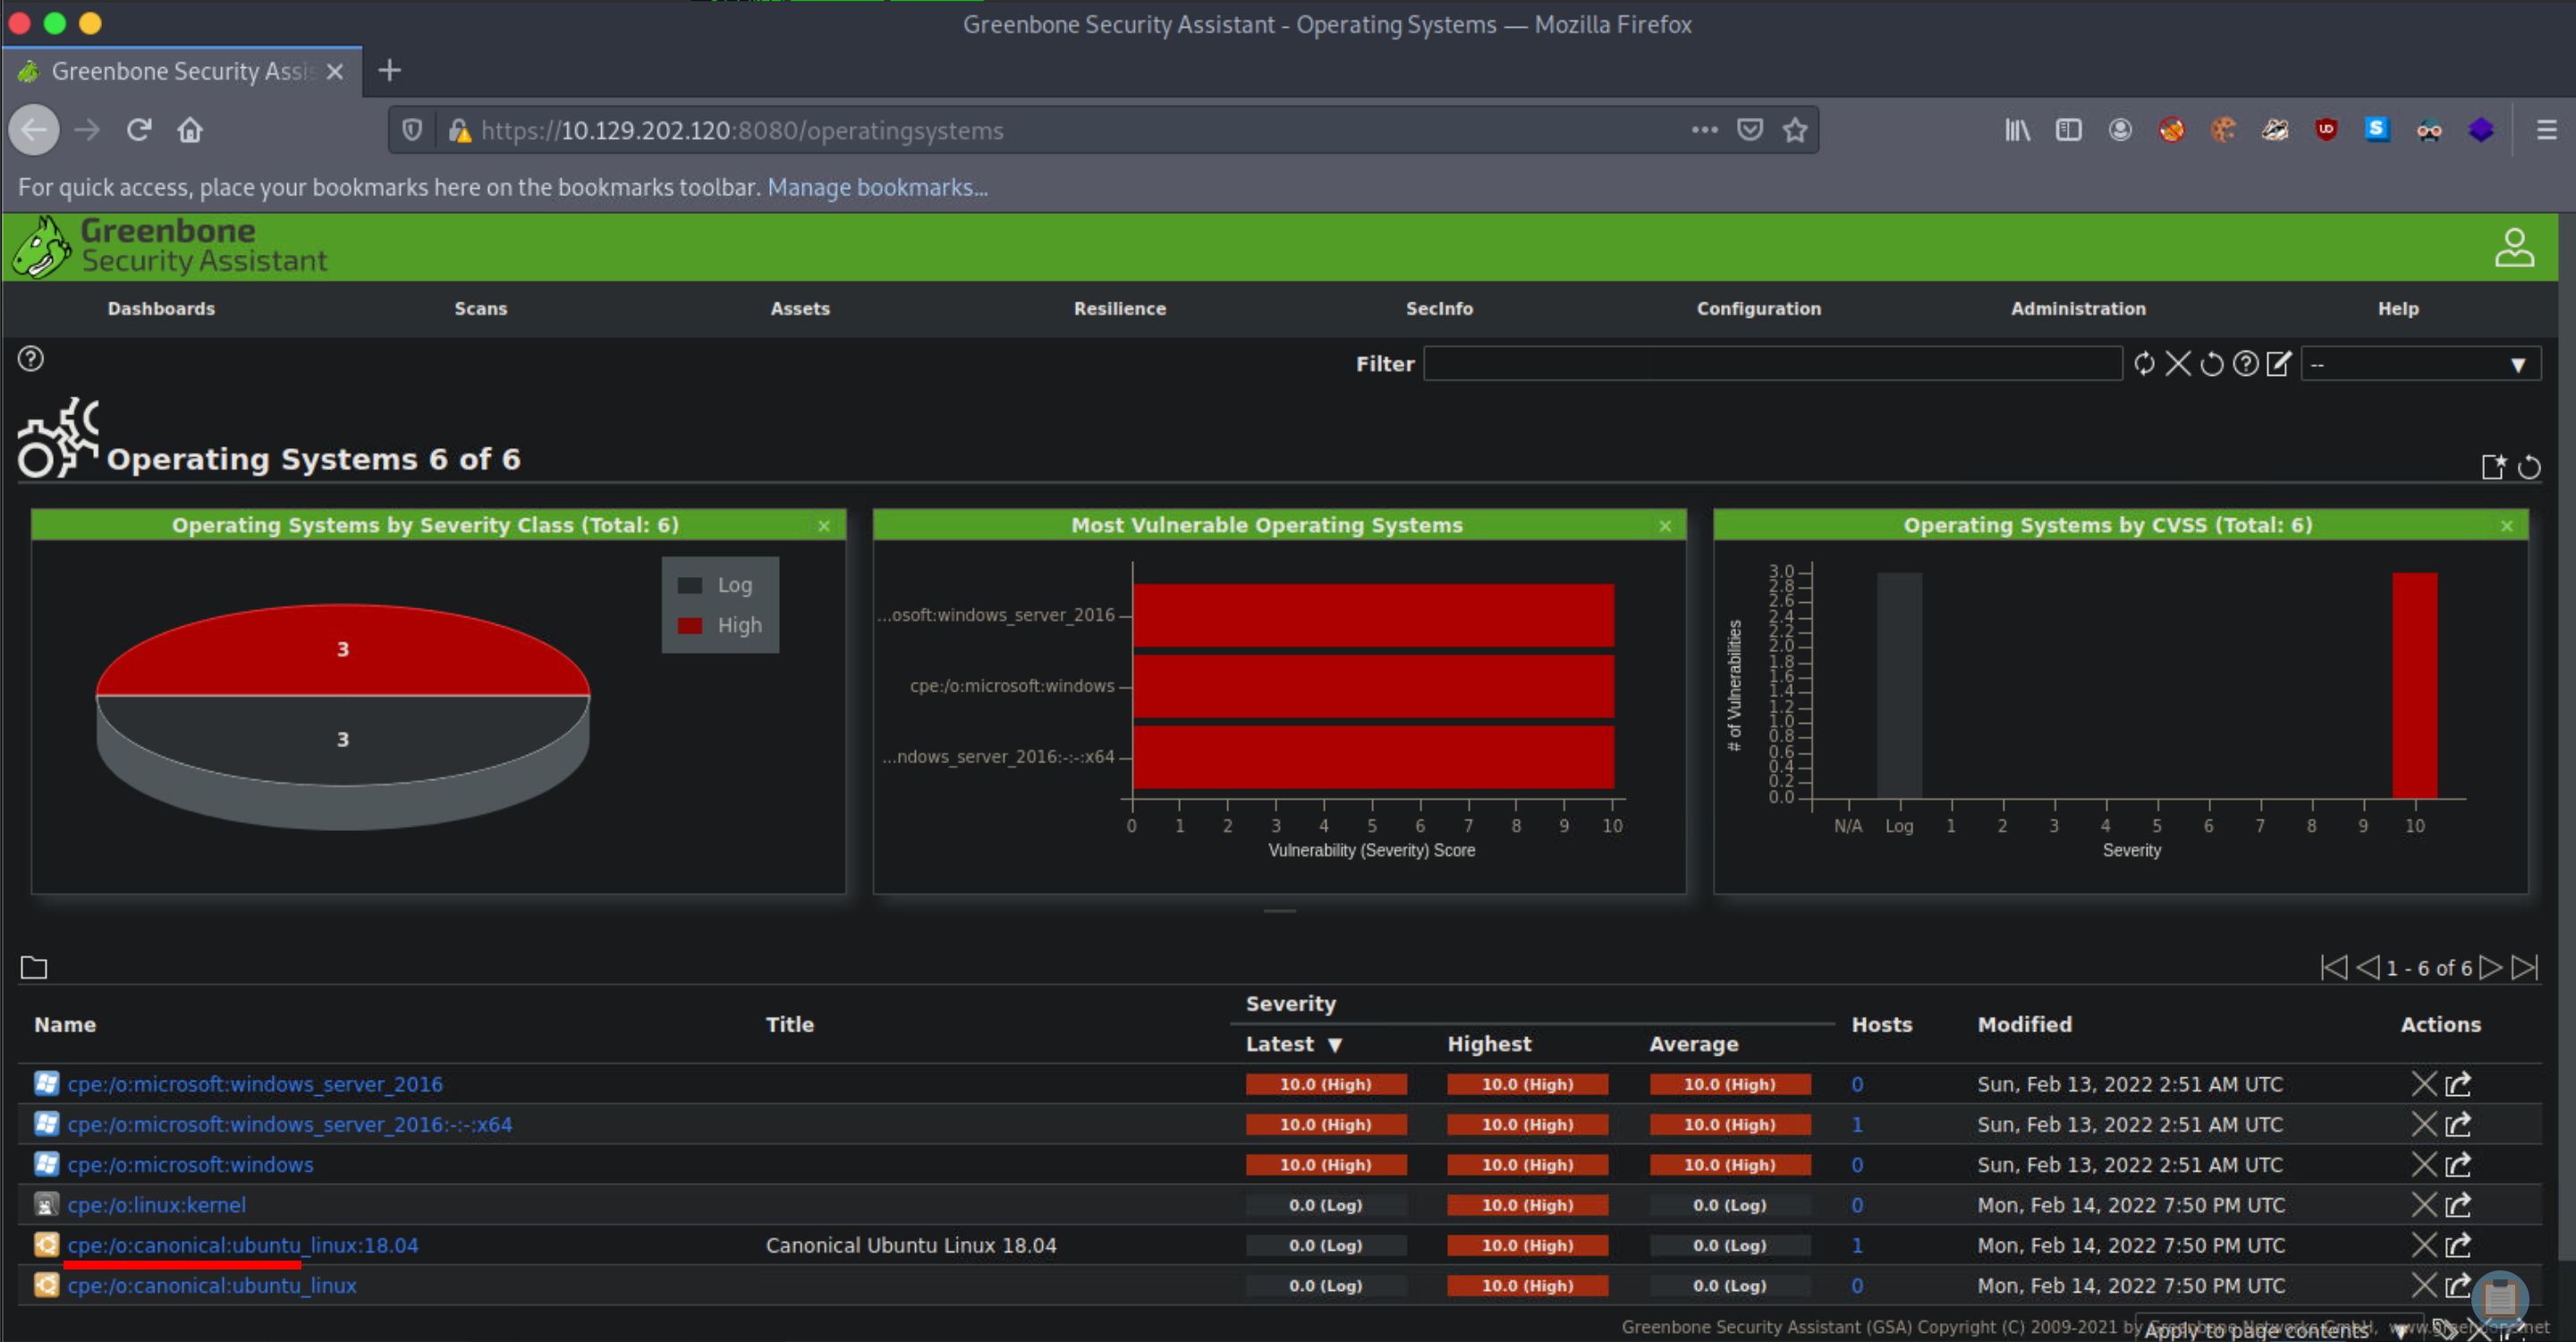 Greenbone Security Assistant - Operating Systems — Mozilla Firefox
Greenbone Security Assis
https://10.129.202.120:8080/operatingsystems
For quick access, place your bookmarks here on the bookmarks toolbar. Manage bookmarks...
Greenbone
Security Assistant
Dashboards Scans Assets Resilience SecInfo Configuration Administration Help
Filter --
Operating Systems 6 of 6
Operating Systems by Severity Class (Total: 6)
Log
High
3
3
Most Vulnerable Operating Systems
...osoft:windows_server_2016
cpe:/o:microsoft:windows
...ndows_server_2016:-:-:x64
0 1 2 3 4 5 6 7 8 9 10
Vulnerability (Severity) Score
Operating Systems by CVSS (Total: 6)
# of Vulnerabilities
3.0
2.8
2.6
2.4
2.2
2.0
1.8
1.6
1.4
1.2
1.0
0.8
0.6
0.4
0.2
0.0
N/A Log 1 2 3 4 5 6 7 8 9 10
Severity
1 - 6 of 6
Name Title Severity Hosts Modified Actions
Latest ▼ Highest Average
cpe:/o:microsoft:windows_server_2016 10.0 (High) 10.0 (High) 10.0 (High) 0 Sun, Feb 13, 2022 2:51 AM UTC
cpe:/o:microsoft:windows_server_2016:-:-:x64 10.0 (High) 10.0 (High) 10.0 (High) 1 Sun, Feb 13, 2022 2:51 AM UTC
cpe:/o:microsoft:windows 10.0 (High) 10.0 (High) 10.0 (High) 0 Sun, Feb 13, 2022 2:51 AM UTC
cpe:/o:linux:kernel 0.0 (Log) 10.0 (High) 0.0 (Log) 0 Mon, Feb 14, 2022 7:50 PM UTC
cpe:/o:canonical:ubuntu_linux:18.04 Canonical Ubuntu Linux 18.04 0.0 (Log) 10.0 (High) 0.0 (Log) 1 Mon, Feb 14, 2022 7:50 PM UTC
cpe:/o:canonical:ubuntu_linux 0.0 (Log) 10.0 (High) 0.0 (Log) 0 Mon, Feb 14, 2022 7:50 PM UTC
Greenbone Security Assistant (GSA) Copyright (C) 2009-2021 by
Apply to page contents